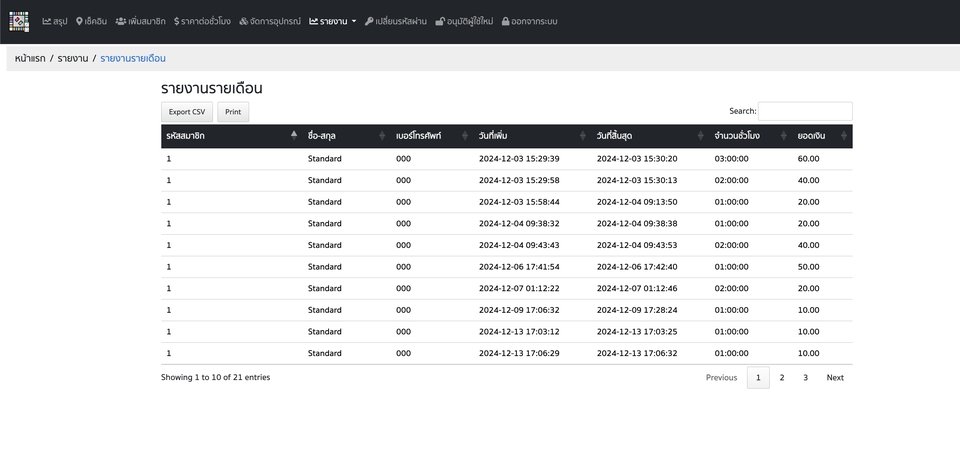 สรุป เช็คอิน เพิ่มสมาชิก ราคาต่อชั่วโมง จัดการอุปกรณ์ รายงาน เปลี่ยนรหัสผ่าน อนุมัติผู้ใช้ใหม่ ออกจากระบบ
หน้าแรก / รายงาน / รายงานรายเดือน
รายงานรายเดือน
Export CSV Print Search:
รหัสสมาชิก ชื่อ-สกุล เบอร์โทรศัพท์ วันที่เพิ่ม วันที่สิ้นสุด จำนวนชั่วโมง ยอดเงิน
1 Standard 000 2024-12-03 15:29:39 2024-12-03 15:30:20 03:00:00 60.00
1 Standard 000 2024-12-03 15:29:58 2024-12-03 15:30:13 02:00:00 40.00
1 Standard 000 2024-12-03 15:58:44 2024-12-04 09:13:50 01:00:00 20.00
1 Standard 000 2024-12-04 09:38:32 2024-12-04 09:38:38 01:00:00 20.00
1 Standard 000 2024-12-04 09:43:43 2024-12-04 09:43:53 02:00:00 40.00
1 Standard 000 2024-12-06 17:41:54 2024-12-06 17:42:40 01:00:00 50.00
1 Standard 000 2024-12-07 01:12:22 2024-12-07 01:12:46 02:00:00 20.00
1 Standard 000 2024-12-09 17:06:32 2024-12-09 17:28:24 01:00:00 10.00
1 Standard 000 2024-12-13 17:03:12 2024-12-13 17:03:25 01:00:00 10.00
1 Standard 000 2024-12-13 17:06:29 2024-12-13 17:06:32 01:00:00 10.00
Showing 1 to 10 of 21 entries Previous 1 2 3 Next